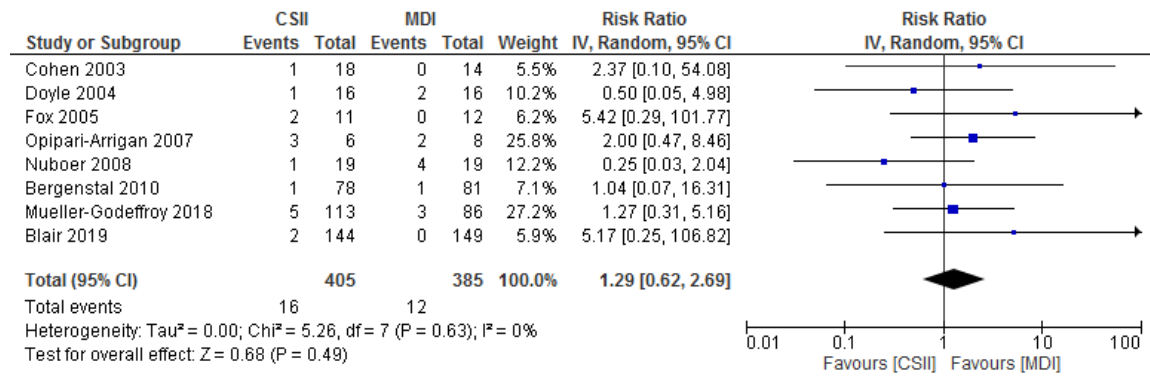 CSII MDI Risk Ratio Risk Ratio
Study or Subgroup Events Total Events Total Weight IV, Random, 95% CI IV, Random, 95% CI
Cohen 2003 1 18 0 14 5.5% 2.37 [0.10, 54.08]
Doyle 2004 1 16 2 16 10.2% 0.50 [0.05, 4.98]
Fox 2005 2 11 0 12 6.2% 5.42 [0.29, 101.77]
Opipari-Arrigan 2007 3 6 2 8 25.8% 2.00 [0.47, 8.46]
Nuboer 2008 1 19 4 19 12.2% 0.25 [0.03, 2.04]
Bergenstal 2010 1 78 1 81 7.1% 1.04 [0.07, 16.31]
Mueller-Godeffroy 2018 5 113 3 86 27.2% 1.27 [0.31, 5.16]
Blair 2019 2 144 0 149 5.9% 5.17 [0.25, 106.82]
Total (95% CI) 405 385 100.0% 1.29 [0.62, 2.69]
Total events 16 12
Heterogeneity: Tau² = 0.00; Chi² = 5.26, df = 7 (P = 0.63); I² = 0%
Test for overall effect: Z = 0.68 (P = 0.49)
0.01 0.1 1 10 100
Favours [CSII] Favours [MDI]